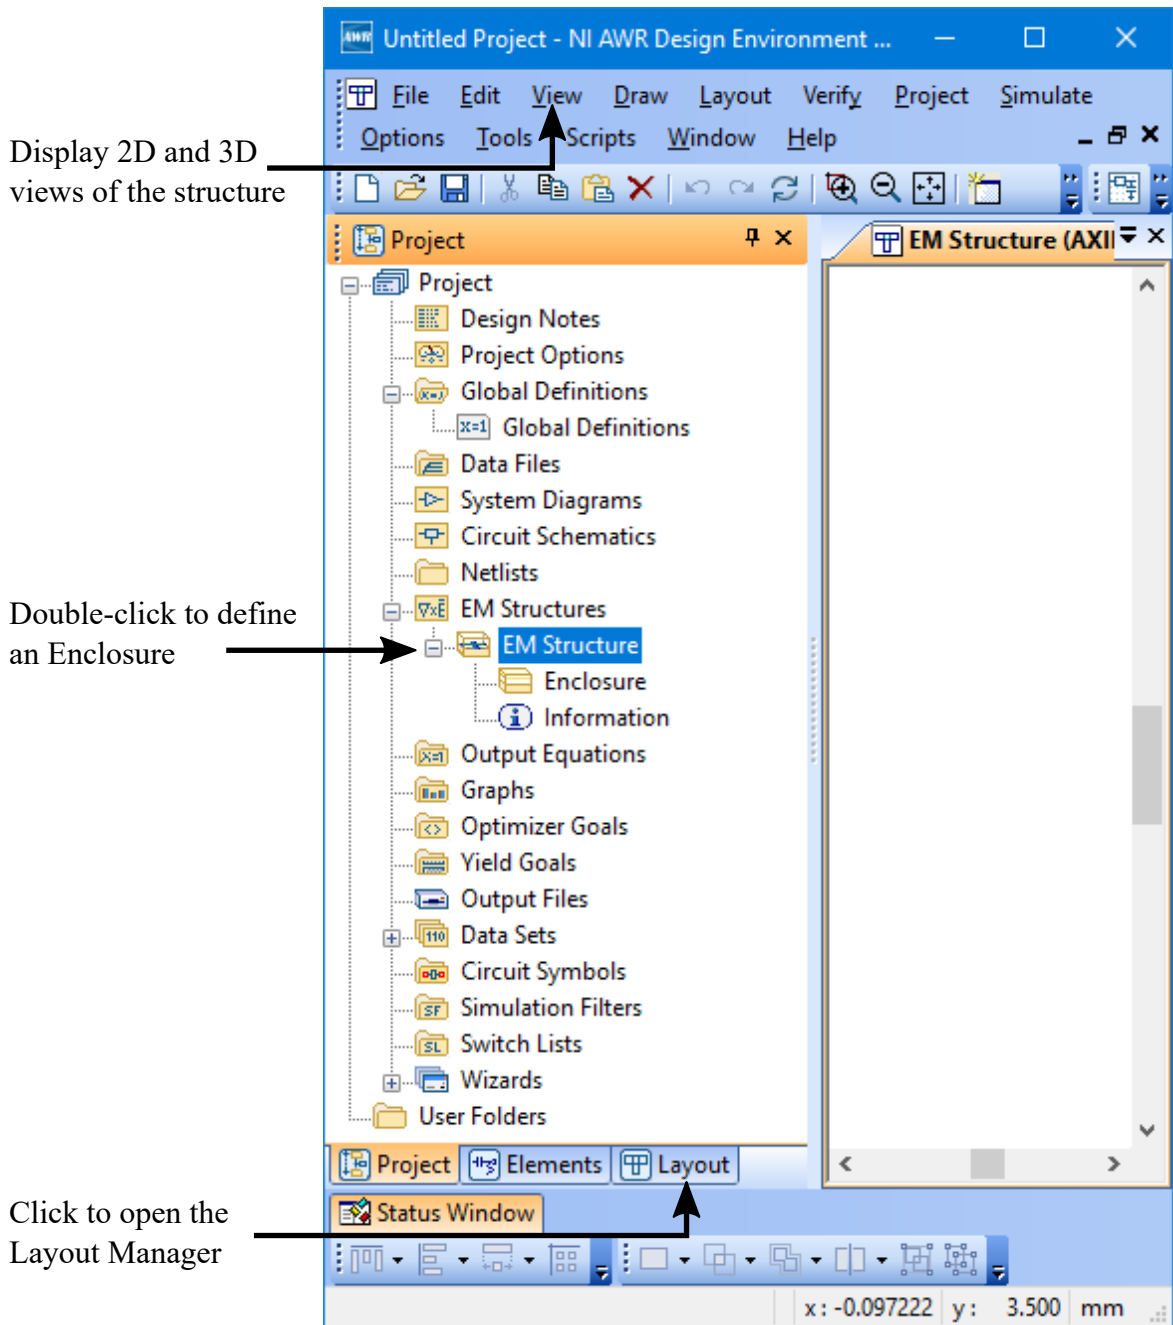 AWR Untitled Project - NI AWR Design Environment ...
File Edit View Draw Layout Verify Project Simulate
Options Tools Scripts Window Help
Display 2D and 3D
views of the structure
Project
EM Structure (AXI
Project
Design Notes
Project Options
Global Definitions
x=1 Global Definitions
Data Files
System Diagrams
Circuit Schematics
Netlists
EM Structures
Double-click to define
an Enclosure
EM Structure
Enclosure
Information
Output Equations
Graphs
Optimizer Goals
Yield Goals
Output Files
110 Data Sets
Circuit Symbols
SF Simulation Filters
SL Switch Lists
Wizards
User Folders
Project Elements Layout
Click to open the
Layout Manager
Status Window
x: -0.097222 y: 3.500 mm